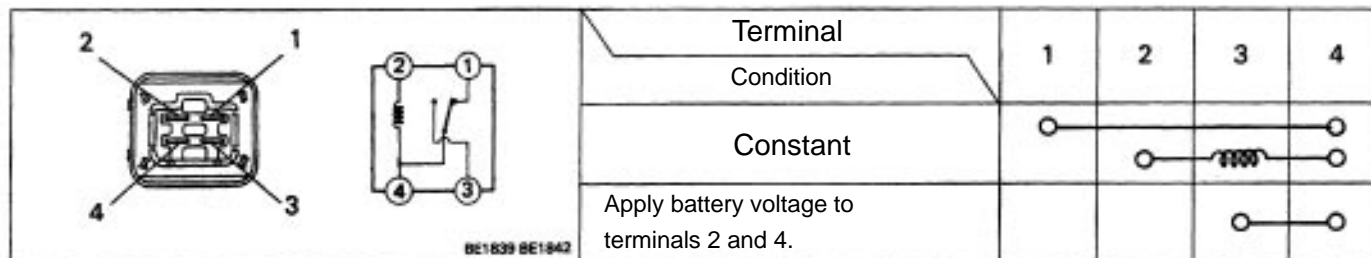 2 1
4 3
2 1
4 3
BE1839 BE1842
Terminal
Condition
1 2 3 4
Constant
Apply battery voltage to
terminals 2 and 4.